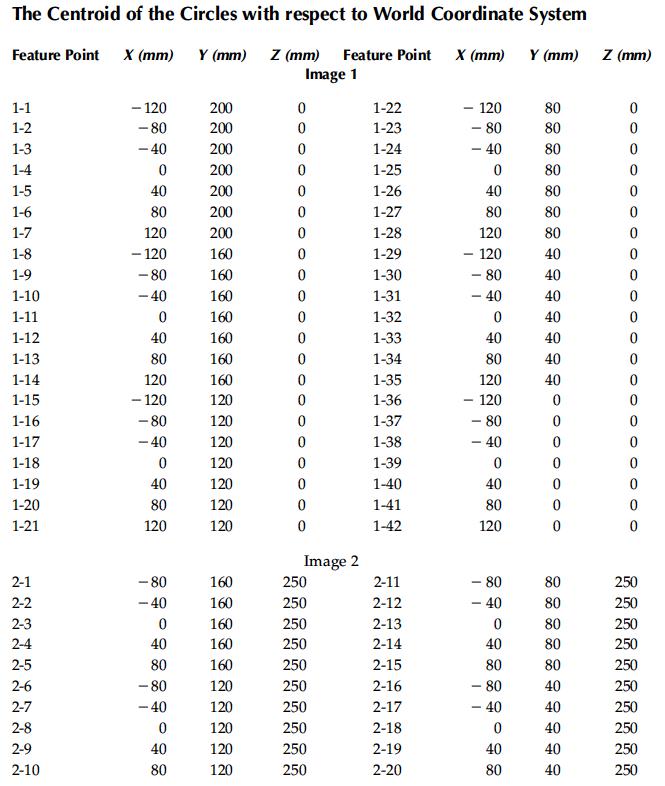 The Centroid of the Circles with respect to World Coordinate System
Feature Point X (mm) Y (mm) Z (mm) Feature Point X (mm) Y (mm) Z (mm)
Image 1
1-1 −120 200 0 1-22 −120 80 0
1-2 −80 200 0 1-23 −80 80 0
1-3 −40 200 0 1-24 −40 80 0
1-4 0 200 0 1-25 0 80 0
1-5 40 200 0 1-26 40 80 0
1-6 80 200 0 1-27 80 80 0
1-7 120 200 0 1-28 120 80 0
1-8 −120 160 0 1-29 −120 40 0
1-9 −80 160 0 1-30 −80 40 0
1-10 −40 160 0 1-31 −40 40 0
1-11 0 160 0 1-32 0 40 0
1-12 40 160 0 1-33 40 40 0
1-13 80 160 0 1-34 80 40 0
1-14 120 160 0 1-35 120 40 0
1-15 −120 120 0 1-36 −120 0 0
1-16 −80 120 0 1-37 −80 0 0
1-17 −40 120 0 1-38 −40 0 0
1-18 0 120 0 1-39 0 0 0
1-19 40 120 0 1-40 40 0 0
1-20 80 120 0 1-41 80 0 0
1-21 120 120 0 1-42 120 0 0
Image 2
2-1 −80 160 250 2-11 −80 80 250
2-2 −40 160 250 2-12 −40 80 250
2-3 0 160 250 2-13 0 80 250
2-4 40 160 250 2-14 40 80 250
2-5 80 160 250 2-15 80 80 250
2-6 −80 120 250 2-16 −80 40 250
2-7 −40 120 250 2-17 −40 40 250
2-8 0 120 250 2-18 0 40 250
2-9 40 120 250 2-19 40 40 250
2-10 80 120 250 2-20 80 40 250